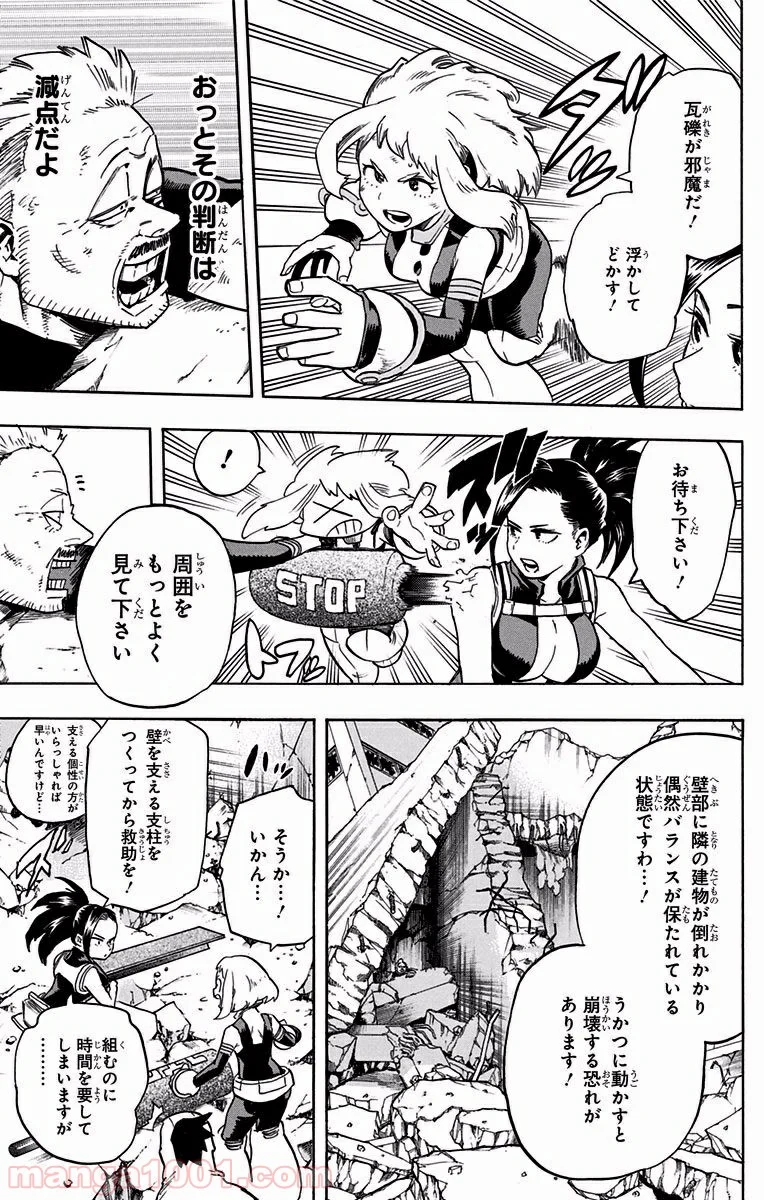 瓦礫が邪魔だ!
浮かして
どかす!
おっとその判断は
減点だよ
お待ち下さい!
!
STOP
周囲を
もっとよく
見て下さい
壁部に隣の建物が倒れかかり
偶然バランスが保たれている
状態ですわ…!
うかつに動かすと
崩壊する恐れが
あります!
そうか…!
いかん…
壁を支える支柱を
つくってから救助を!
支える個性の方が
いらっしゃれば
早いんですけど…
組むのに
時間を要して
しまいますが
………
manga1001.com